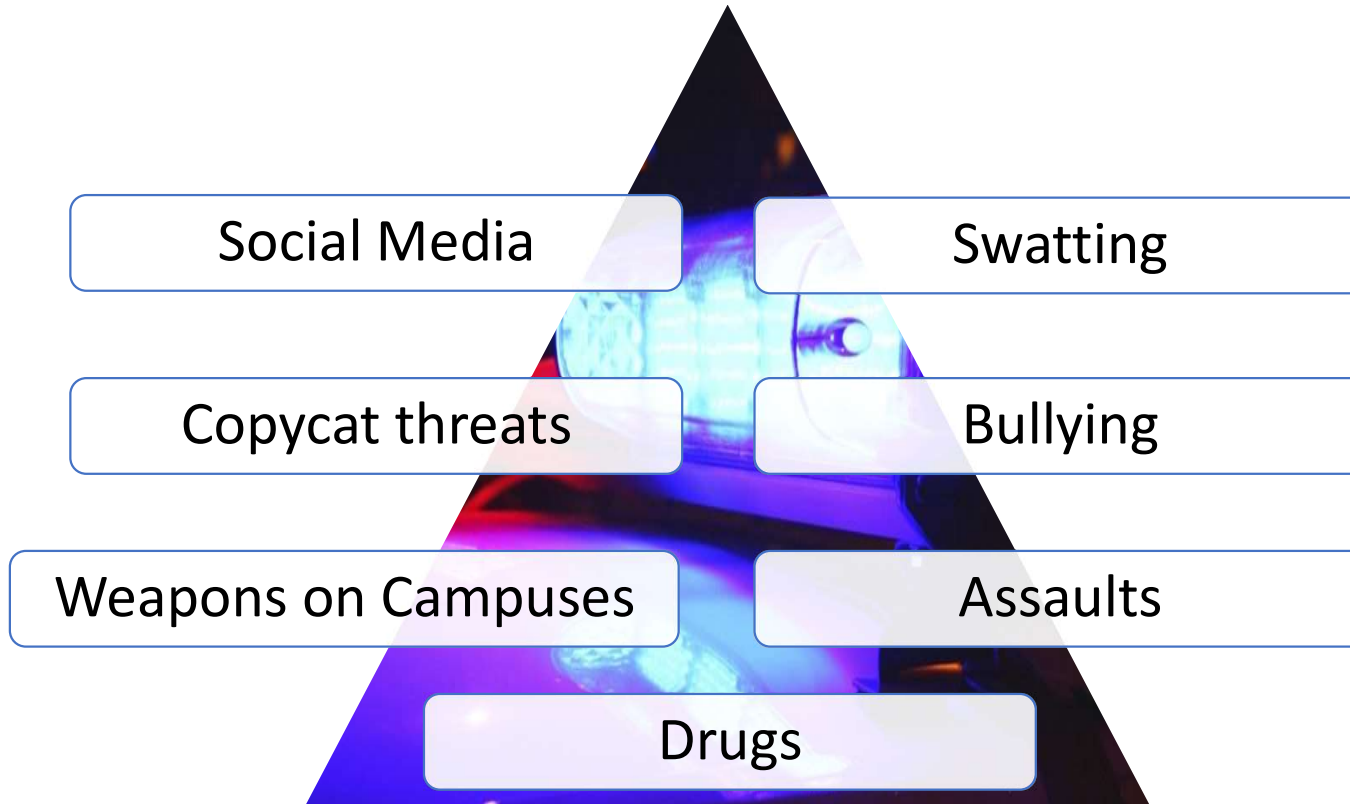 Social Media
Swatting
Copycat threats
Bullying
Weapons on Campuses
Assaults
Drugs